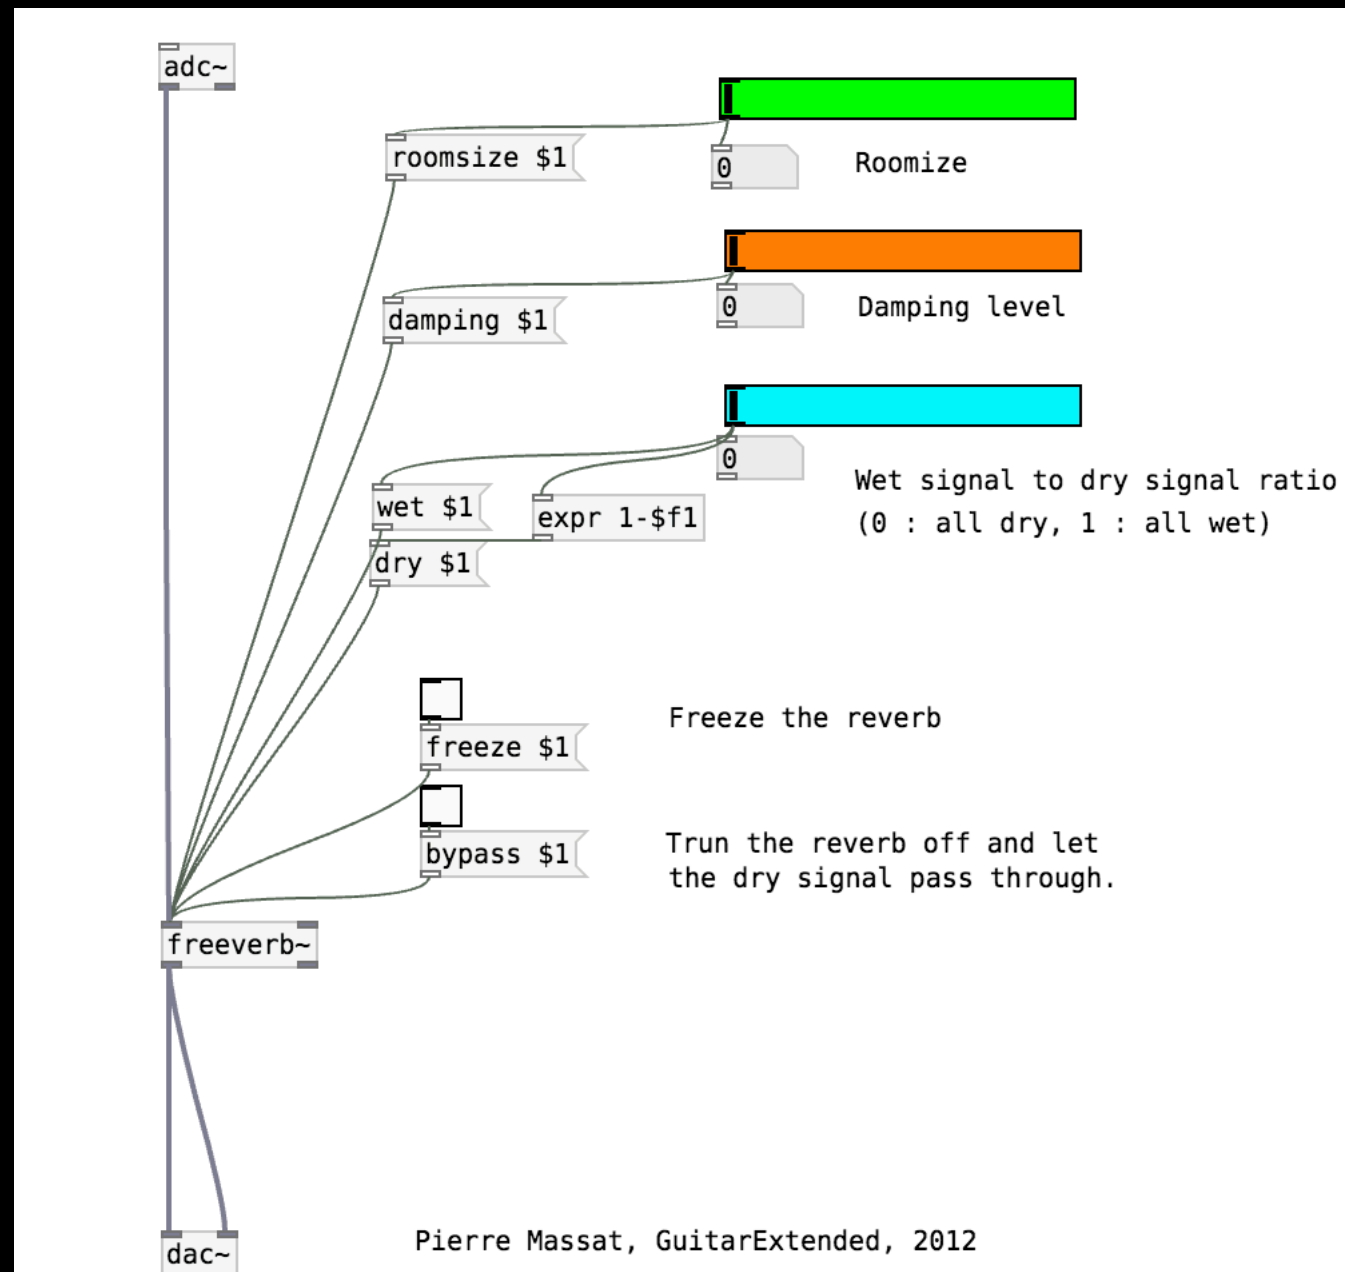 adc~
roomsize $1
0
Roomize
damping $1
0
Damping level
0
wet $1
expr 1-$f1
dry $1
Wet signal to dry signal ratio
(0 : all dry, 1 : all wet)
freeze $1
Freeze the reverb
bypass $1
Trun the reverb off and let
the dry signal pass through.
freeverb~
dac~
Pierre Massat, GuitarExtended, 2012